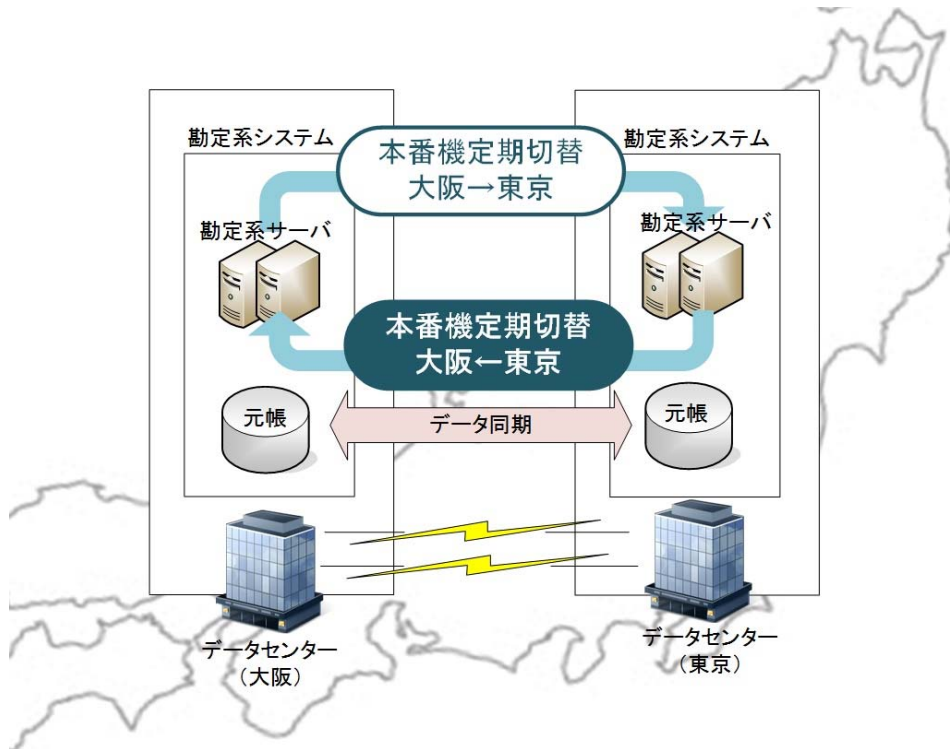 勘定系システム
本番機定期切替
大阪→東京
勘定系システム
勘定系サーバ
勘定系サーバ
本番機定期切替
大阪←東京
元帳
データ同期
元帳
データセンター
(大阪)
データセンター
(東京)